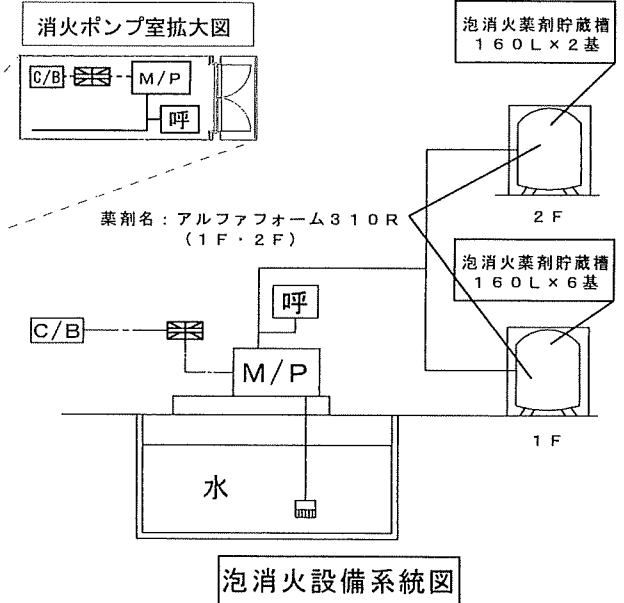 消火ポンプ室拡大図
C/B
M/P
呼
泡消火薬剤貯蔵槽
160L×2基
2F
薬剤名:アルファフォーム310R
(1F・2F)
泡消火薬剤貯蔵槽
160L×6基
1F
呼
C/B
M/P
水
泡消火設備系統図